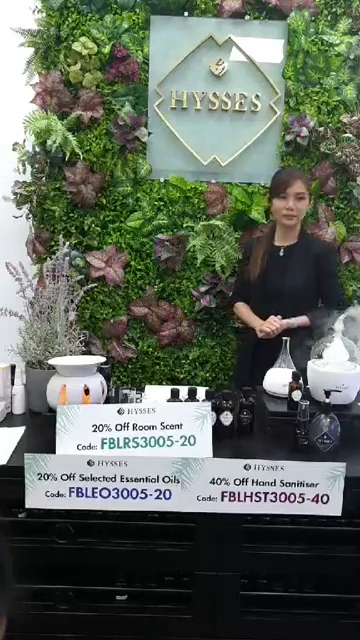 HYSSES
HYSSES
20% Off Room Scent
Code: FBLRS3005-20
HYSSES
20% Off Selected Essential Oils
Code: FBLEO3005-20
HYSSES
40% Off Hand Sanitiser
Code: FBLHST3005-40